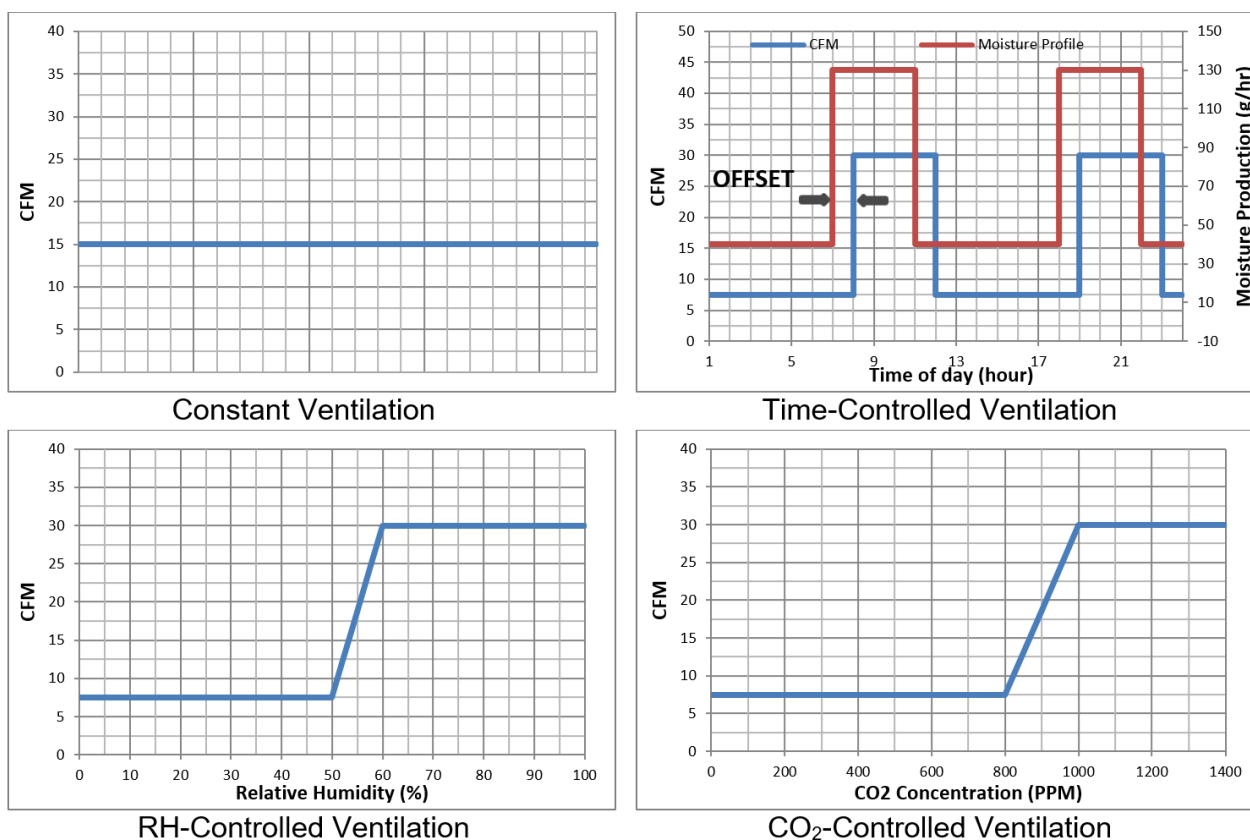 40
35
30
25
20
15
10
5
0
CFM
Constant Ventilation
50
45
40
35
30
25
20
15
10
5
0
CFM
CFM
Moisture Profile
OFFSET
150
130
110
90
70
50
30
10
-10
Moisture Production (g/hr)
1 5 9 13 17 21
Time of day (hour)
Time-Controlled Ventilation
40
35
30
25
20
15
10
5
0
CFM
0 10 20 30 40 50 60 70 80 90 100
Relative Humidity (%)
RH-Controlled Ventilation
40
35
30
25
20
15
10
5
0
CFM
0 200 400 600 800 1000 1200 1400
CO2 Concentration (PPM)
CO₂-Controlled Ventilation